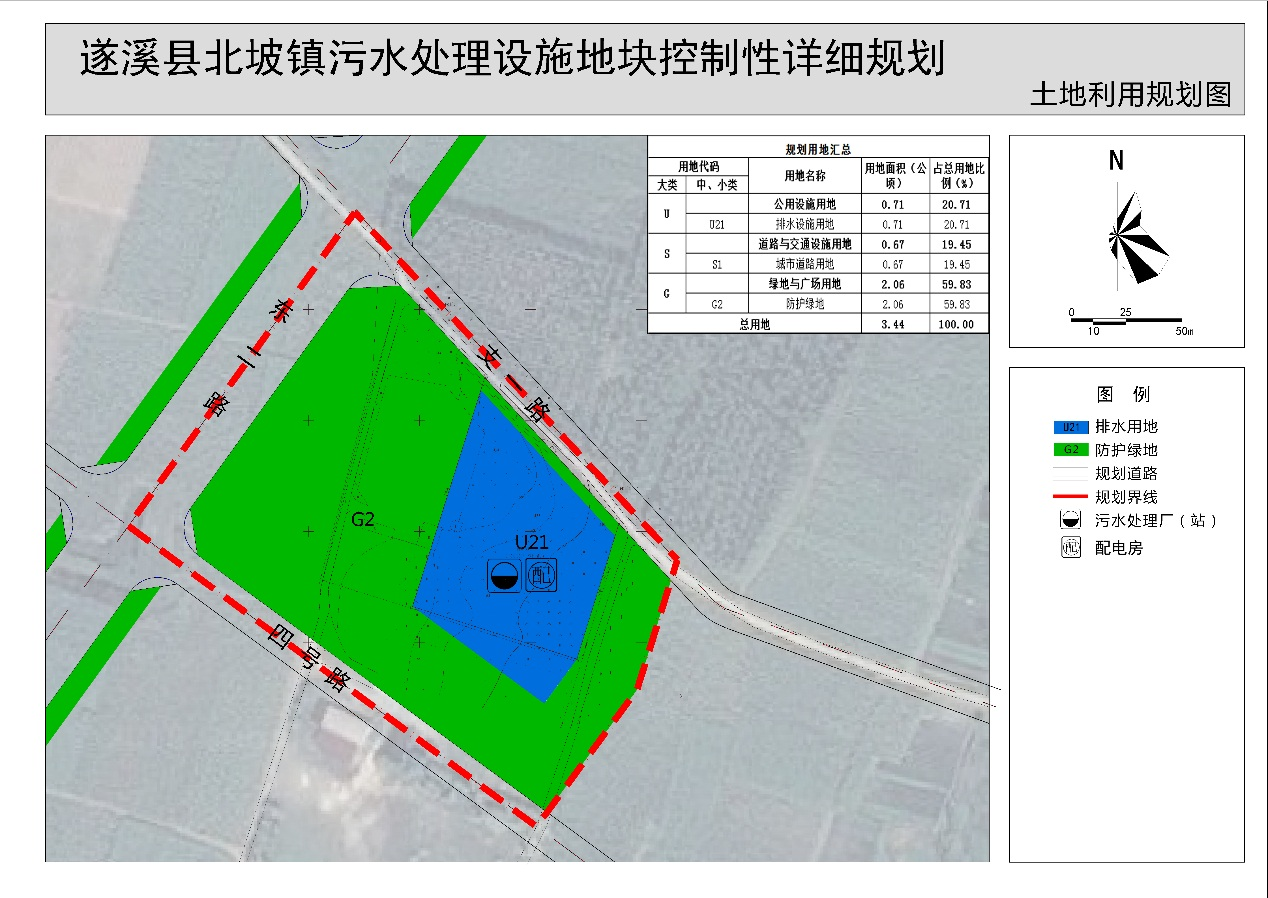 遂溪县北坡镇污水处理设施地块控制性详细规划
土地利用规划图
规划用地汇总
用地代码 用地名称 用地面积（公顷） 占总用地比例（%）
大类 中、小类
U 公用设施用地 0.71 20.71
U21 排水设施用地 0.71 20.71
S 道路与交通设施用地 0.67 19.45
S1 城市道路用地 0.67 19.45
G 绿地与广场用地 2.06 59.83
G2 防护绿地 2.06 59.83
总用地 3.44 100.00
N
0 25
10 50m
东二路
支一路
G2
U21
配
四号路
图 例
U21 排水用地
G2 防护绿地
规划道路
规划界线
污水处理厂（站）
配 配电房